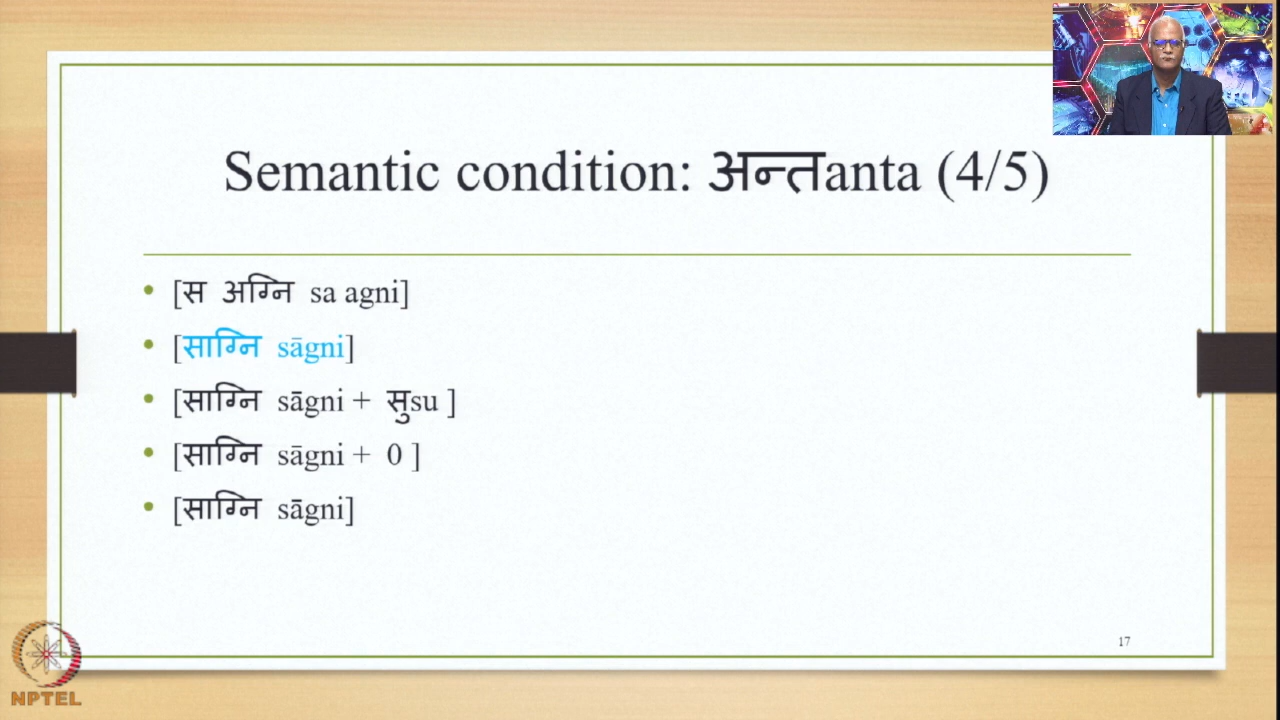 Semantic condition: अन्तanta (4/5)
[स अग्नि sa agni]
[साग्नि sāgni]
[साग्नि sāgni + सुsu ]
[साग्नि sāgni + 0 ]
[साग्नि sāgni]
17
NPTEL